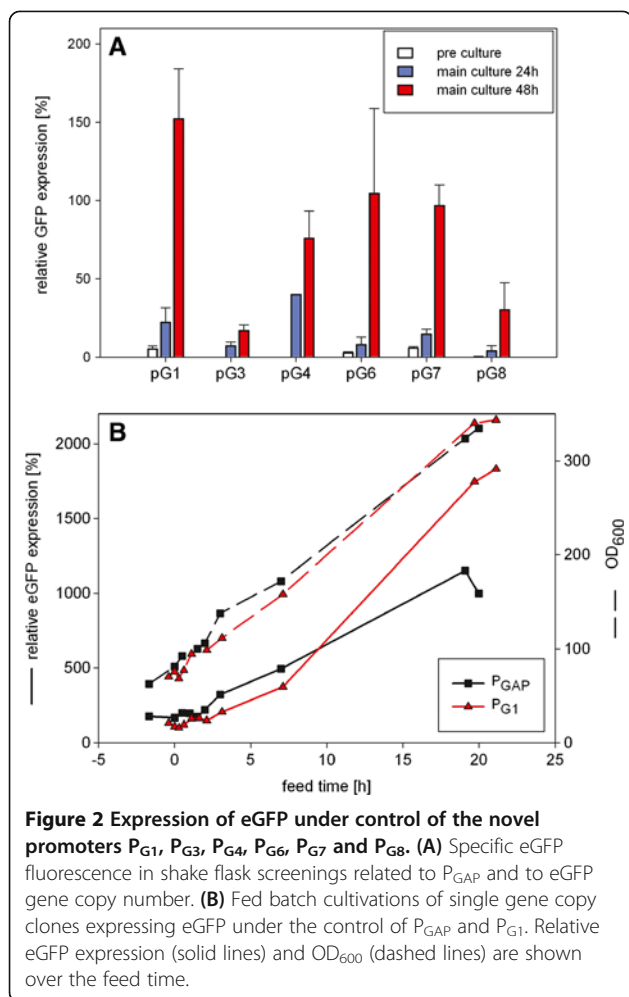 A
200
150
100
50
0
relative GFP expression [%]
pre culture
main culture 24h
main culture 48h
pG1 pG3 pG4 pG6 pG7 pG8
B
2000
1500
1000
500
0
relative eGFP expression [%]
300
200
100
0
OD600
PGAP
PG1
-5 0 5 10 15 20 25
feed time [h]
Figure 2 Expression of eGFP under control of the novel
promoters PG1, PG3, PG4, PG6, PG7 and PG8. (A) Specific eGFP
fluorescence in shake flask screenings related to PGAP and to eGFP
gene copy number. (B) Fed batch cultivations of single gene copy
clones expressing eGFP under the control of PGAP and PG1. Relative
eGFP expression (solid lines) and OD600 (dashed lines) are shown
over the feed time.